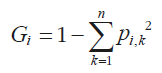 G_i = 1 - \sum_{k=1}^{n} p_{i,k}^2